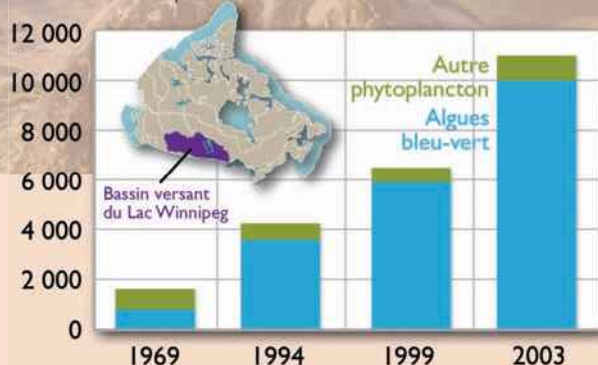 12 000
10 000
8 000
6 000
4 000
2 000
0
Autre
phytoplancton
Algues
bleu-vert
Bassin versant
du Lac Winnipeg
1969 1994 1999 2003